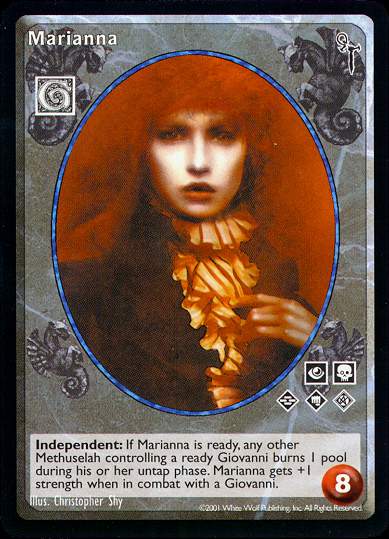 Marianna
Independent: If Marianna is ready, any other
Methuselah controlling a ready Giovanni burns 1 pool
during his or her untap phase. Marianna gets +1
strength when in combat with a Giovanni.
8
Illus. Christopher Shy
©2001 White Wolf Publishing, Inc. All Rights Reserved.